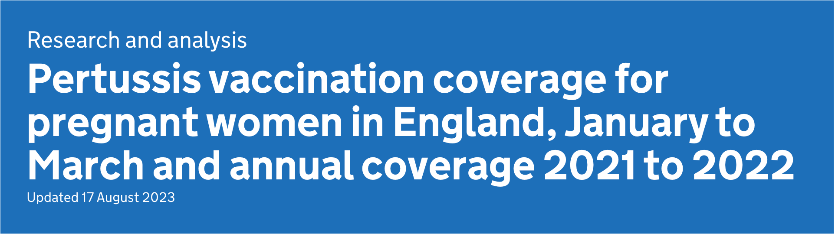 Research and analysis
Pertussis vaccination coverage for
pregnant women in England, January to
March and annual coverage 2021 to 2022
Updated 17 August 2023